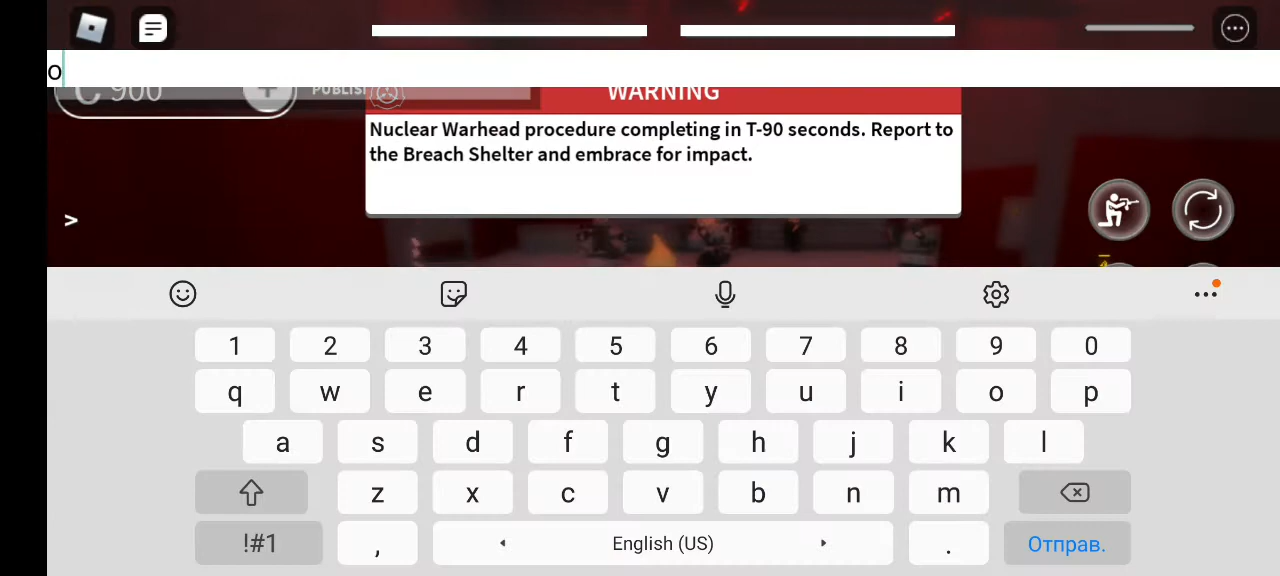 o
C 900
+
PUBLIS
WARNING
Nuclear Warhead procedure completing in T-90 seconds. Report to
the Breach Shelter and embrace for impact.
>
1 2 3 4 5 6 7 8 9 0
q w e r t y u i o p
a s d f g h j k l
z x c v b n m
!#1 , English (US) . Отправ.